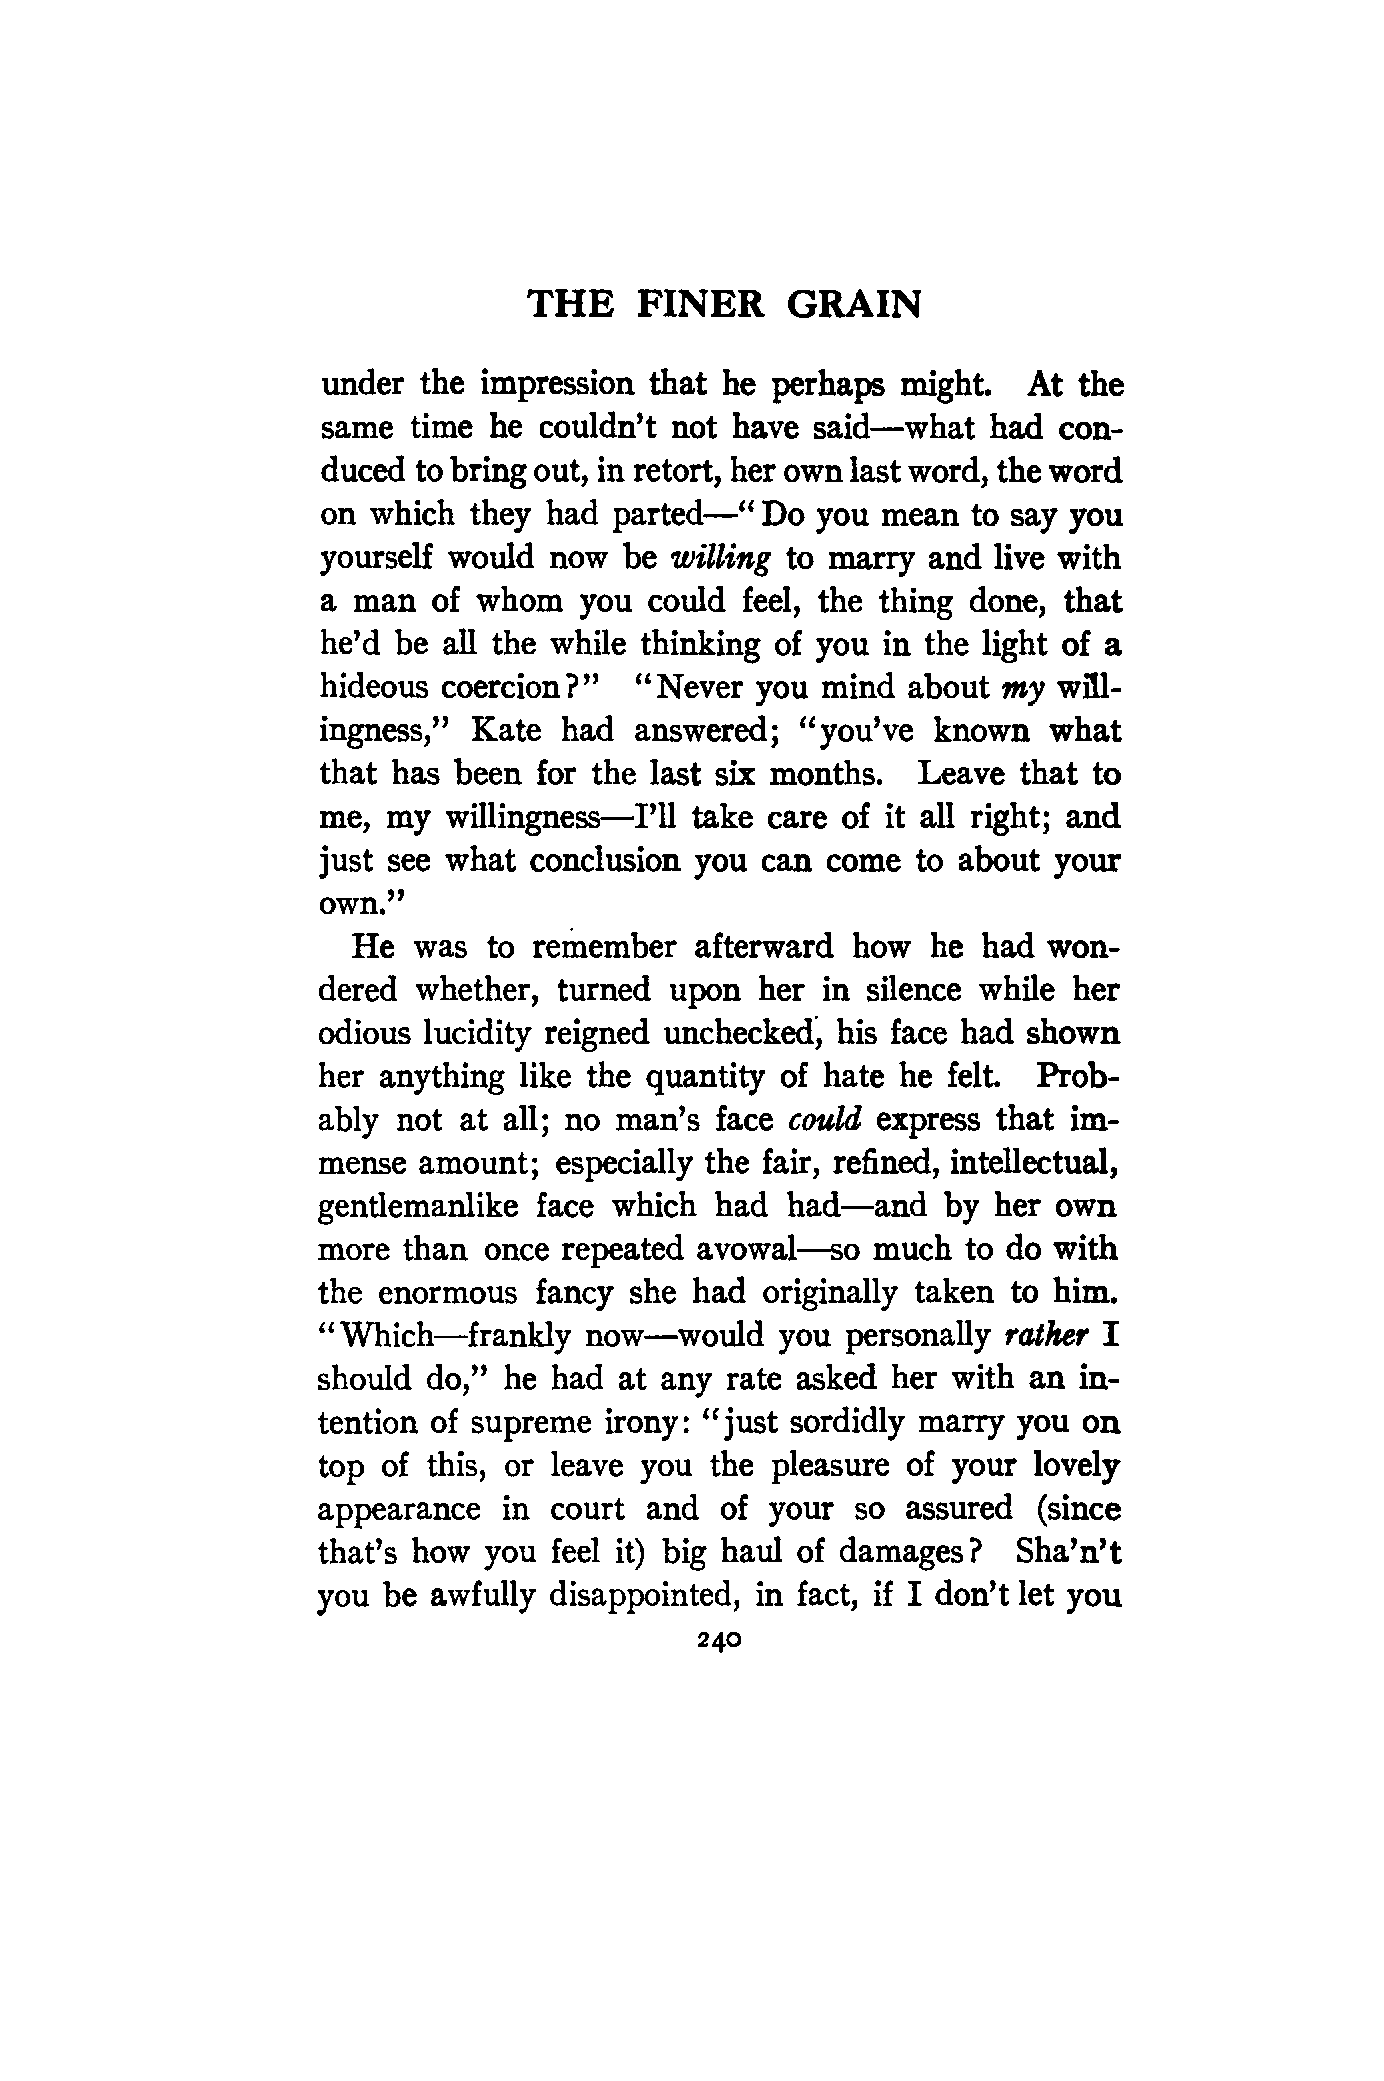 THE FINER GRAIN
under the impression that he perhaps might. At the
same time he couldn't not have said—what had con-
duced to bring out, in retort, her own last word, the word
on which they had parted—"Do you mean to say you
yourself would now be willing to marry and live with
a man of whom you could feel, the thing done, that
he'd be all the while thinking of you in the light of a
hideous coercion?" "Never you mind about my will-
ingness," Kate had answered; "you've known what
that has been for the last six months. Leave that to
me, my willingness—I'll take care of it all right; and
just see what conclusion you can come to about your
own."
He was to remember afterward how he had won-
dered whether, turned upon her in silence while her
odious lucidity reigned unchecked, his face had shown
her anything like the quantity of hate he felt. Prob-
ably not at all; no man's face could express that im-
mense amount; especially the fair, refined, intellectual,
gentlemanlike face which had had—and by her own
more than once repeated avowal—so much to do with
the enormous fancy she had originally taken to him.
"Which—frankly now—would you personally rather I
should do," he had at any rate asked her with an in-
tention of supreme irony: "just sordidly marry you on
top of this, or leave you the pleasure of your lovely
appearance in court and of your so assured (since
that's how you feel it) big haul of damages? Sha'n't
you be awfully disappointed, in fact, if I don't let you
240